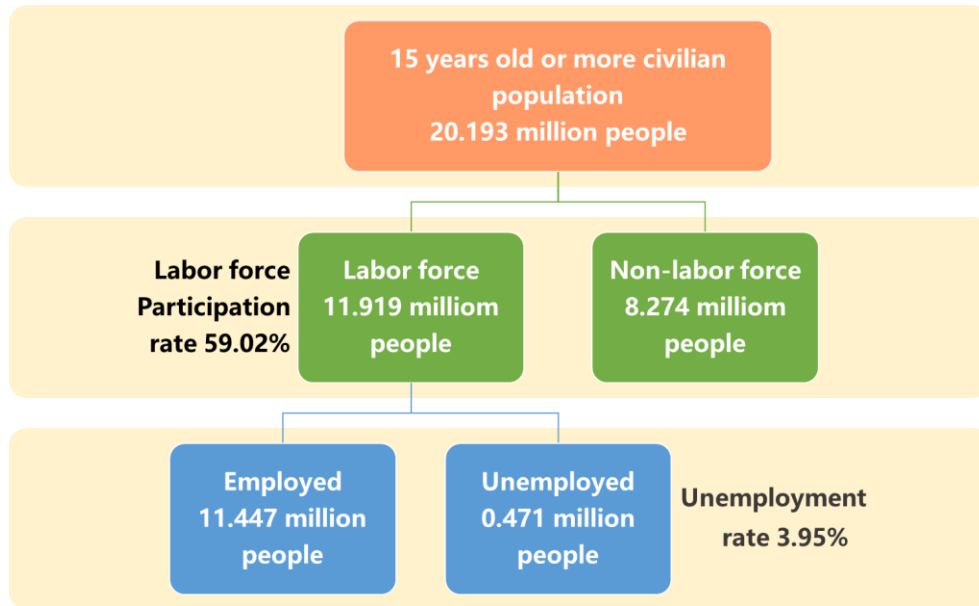 15 years old or more civilian
population
20.193 million people
Labor force
Participation
rate 59.02%
Labor force
11.919 milliom
people
Non-labor force
8.274 milliom
people
Employed
11.447 million
people
Unemployed
0.471 million
people
Unemployment
rate 3.95%